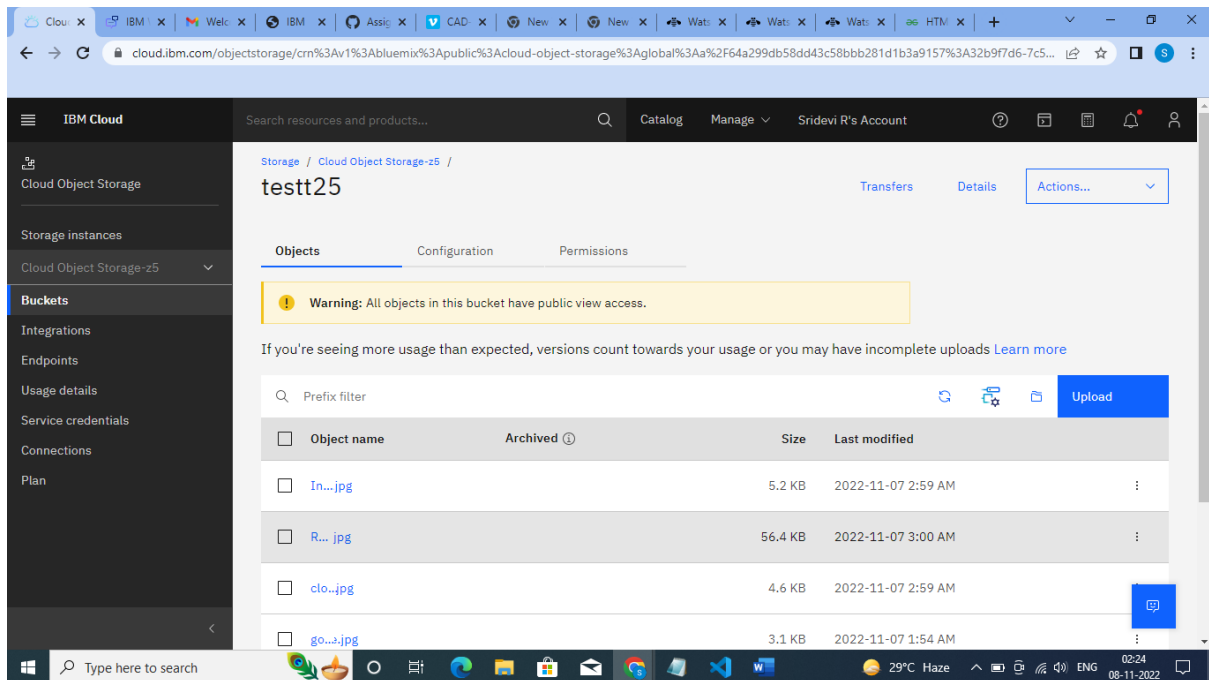 Clou
IBM
Welc
IBM
Assig
CAD-
New
New
Wats
Wats
Wats
HTM
cloud.ibm.com/objectstorage/crn%3Av1%3Abluemix%3Apublic%3Acloud-object-storage%3Aglobal%3Aa%2F64a299db58dd43c58bbb281d1b3a9157%3A32b9f7d6-7c5...
S
IBM Cloud
Search resources and products...
Catalog
Manage
Sridevi R's Account
Cloud Object Storage
Storage instances
Cloud Object Storage-z5
Buckets
Integrations
Endpoints
Usage details
Service credentials
Connections
Plan
Storage / Cloud Object Storage-z5 /
testt25
Transfers
Details
Actions...
Objects
Configuration
Permissions
Warning: All objects in this bucket have public view access.
If you're seeing more usage than expected, versions count towards your usage or you may have incomplete uploads Learn more
Prefix filter
Upload
Object name Archived Size Last modified
In...jpg 5.2 KB 2022-11-07 2:59 AM
R... jpg 56.4 KB 2022-11-07 3:00 AM
clo...jpg 4.6 KB 2022-11-07 2:59 AM
go...jpg 3.1 KB 2022-11-07 1:54 AM
Type here to search
29°C Haze
ENG
02:24
08-11-2022